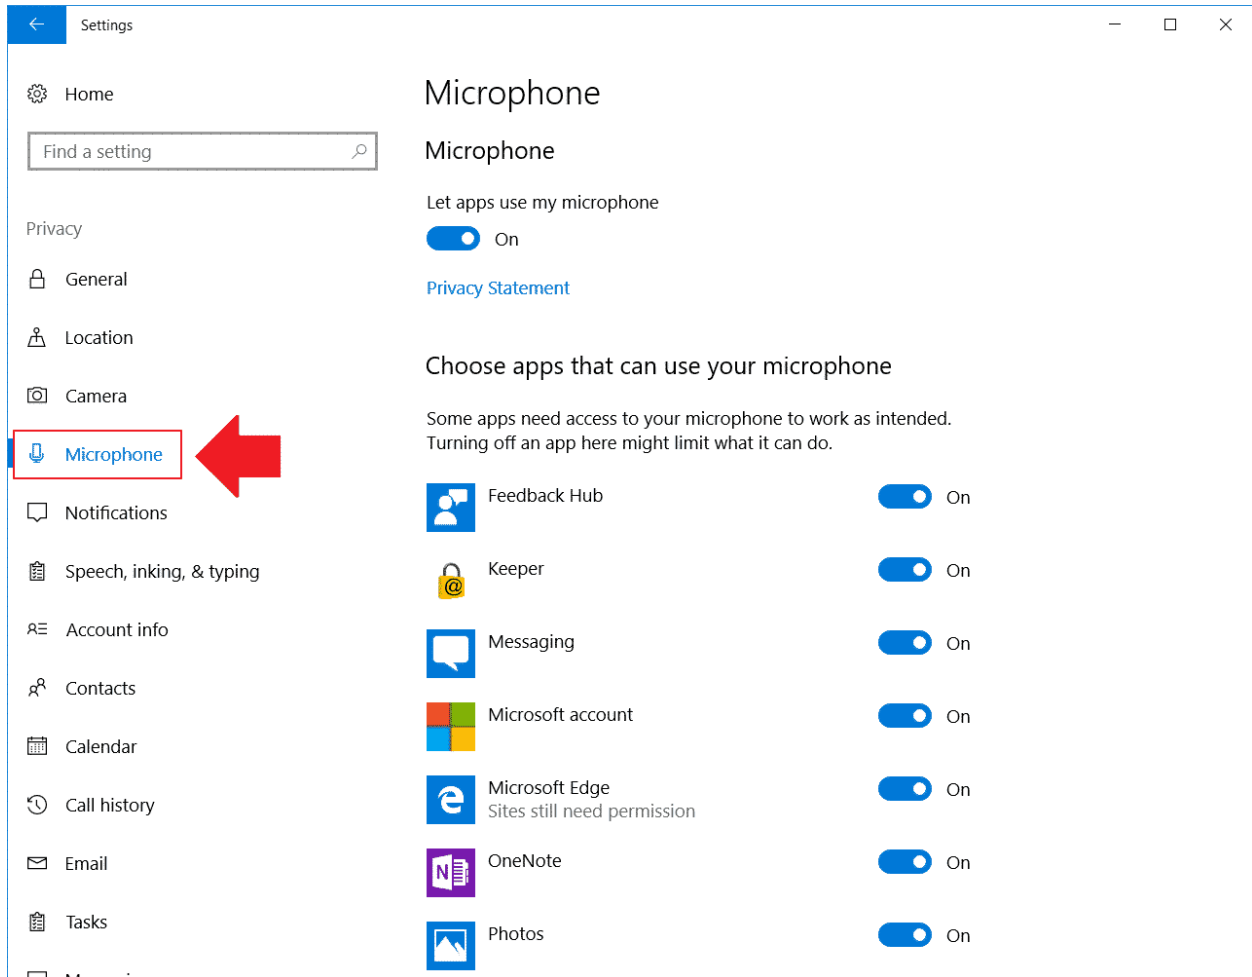 Settings
Home
Find a setting
Privacy
General
Location
Camera
Microphone
Notifications
Speech, inking, & typing
Account info
Contacts
Calendar
Call history
Email
Tasks
Microphone
Microphone
Let apps use my microphone
On
Privacy Statement
Choose apps that can use your microphone
Some apps need access to your microphone to work as intended.
Turning off an app here might limit what it can do.
Feedback Hub On
Keeper On
Messaging On
Microsoft account On
Microsoft Edge On
Sites still need permission
OneNote On
Photos On